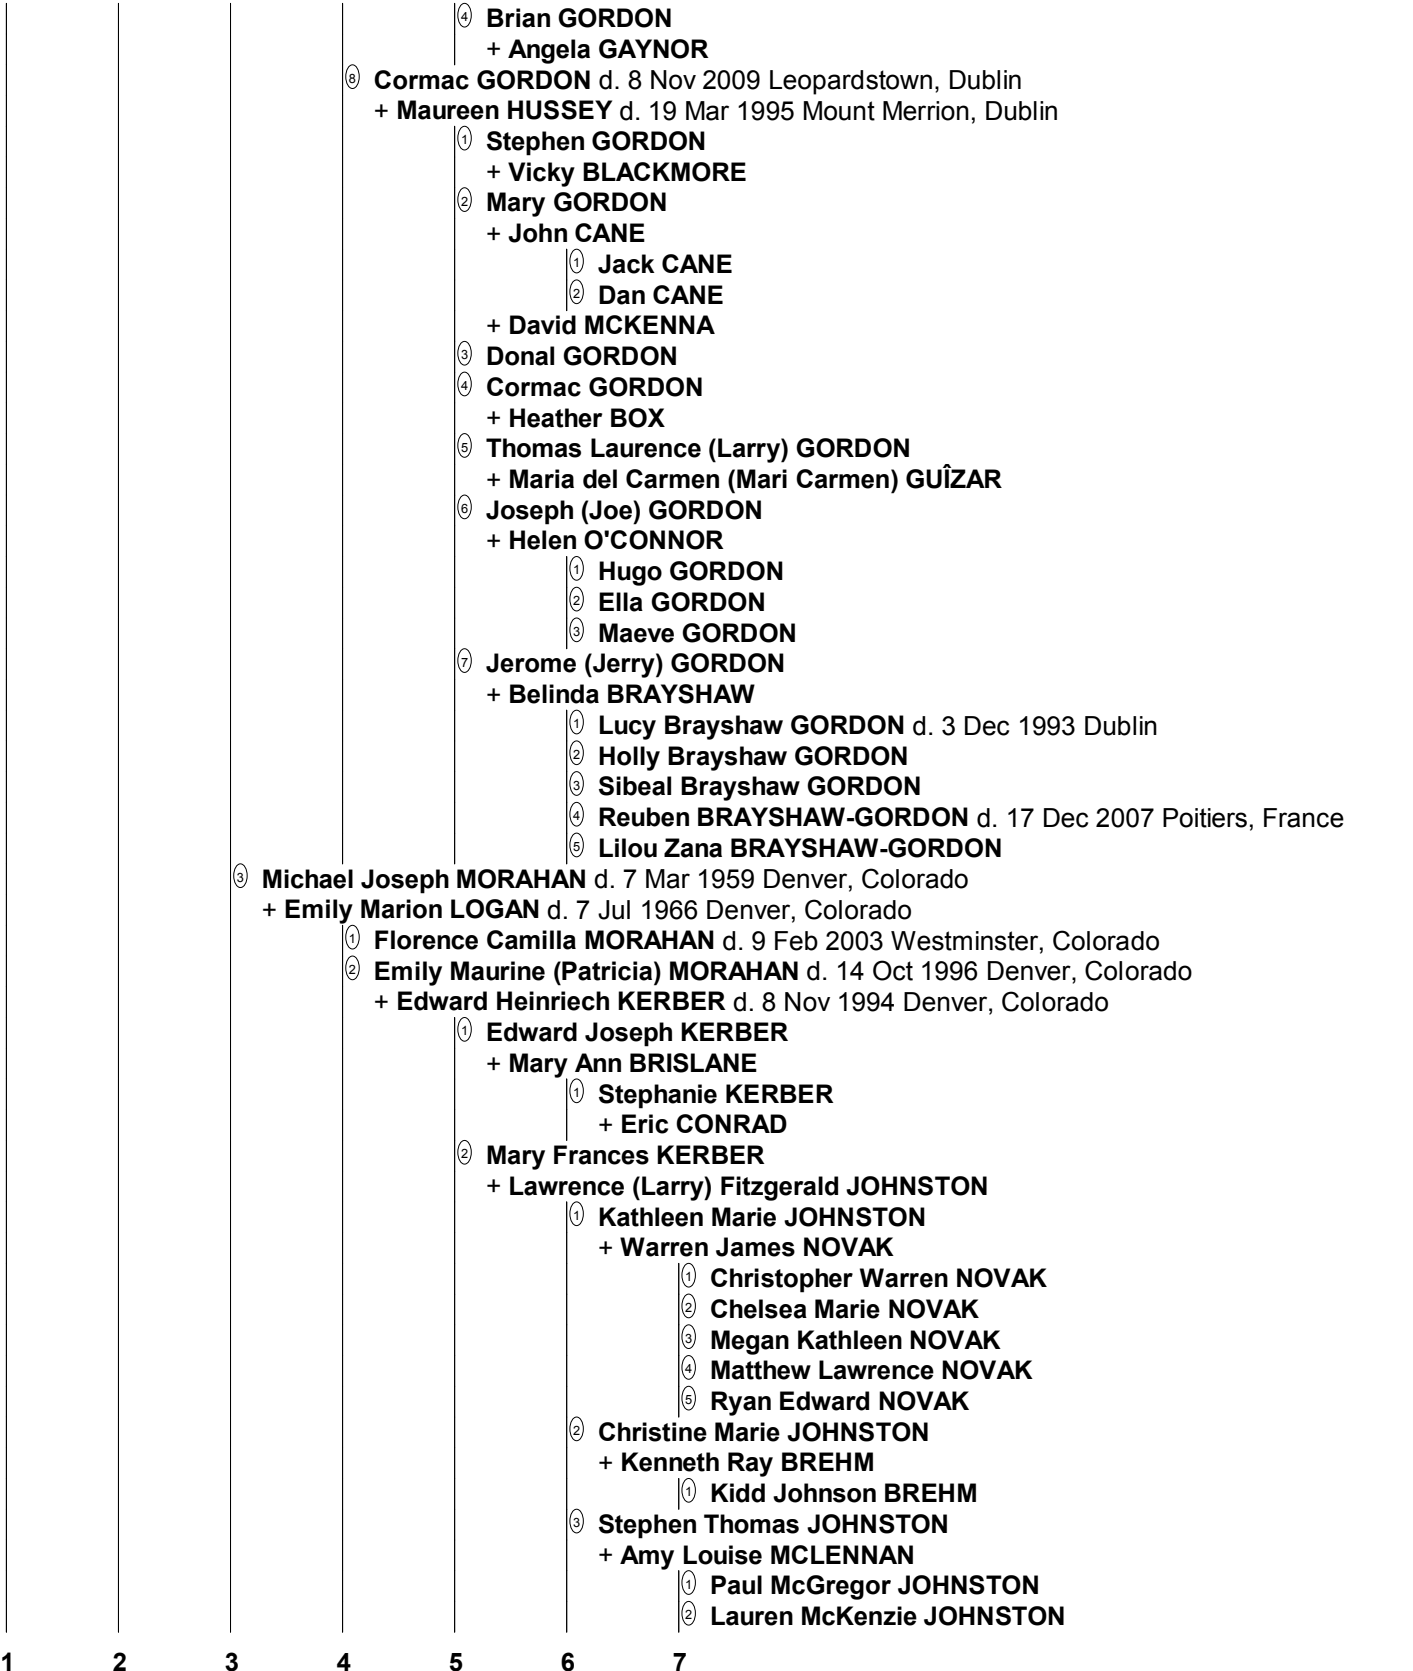 ④ Brian GORDON
+ Angela GAYNOR
⑧ Cormac GORDON d. 8 Nov 2009 Leopardstown, Dublin
+ Maureen HUSSEY d. 19 Mar 1995 Mount Merrion, Dublin
① Stephen GORDON
+ Vicky BLACKMORE
② Mary GORDON
+ John CANE
① Jack CANE
② Dan CANE
+ David MCKENNA
③ Donal GORDON
④ Cormac GORDON
+ Heather BOX
⑤ Thomas Laurence (Larry) GORDON
+ Maria del Carmen (Mari Carmen) GUÎZAR
⑥ Joseph (Joe) GORDON
+ Helen O'CONNOR
① Hugo GORDON
② Ella GORDON
③ Maeve GORDON
⑦ Jerome (Jerry) GORDON
+ Belinda BRAYSHAW
① Lucy Brayshaw GORDON d. 3 Dec 1993 Dublin
② Holly Brayshaw GORDON
③ Sibeal Brayshaw GORDON
④ Reuben BRAYSHAW-GORDON d. 17 Dec 2007 Poitiers, France
⑤ Lilou Zana BRAYSHAW-GORDON
③ Michael Joseph MORAHAN d. 7 Mar 1959 Denver, Colorado
+ Emily Marion LOGAN d. 7 Jul 1966 Denver, Colorado
① Florence Camilla MORAHAN d. 9 Feb 2003 Westminster, Colorado
② Emily Maurine (Patricia) MORAHAN d. 14 Oct 1996 Denver, Colorado
+ Edward Heinriech KERBER d. 8 Nov 1994 Denver, Colorado
① Edward Joseph KERBER
+ Mary Ann BRISLANE
① Stephanie KERBER
+ Eric CONRAD
② Mary Frances KERBER
+ Lawrence (Larry) Fitzgerald JOHNSTON
① Kathleen Marie JOHNSTON
+ Warren James NOVAK
① Christopher Warren NOVAK
② Chelsea Marie NOVAK
③ Megan Kathleen NOVAK
④ Matthew Lawrence NOVAK
⑤ Ryan Edward NOVAK
② Christine Marie JOHNSTON
+ Kenneth Ray BREHM
① Kidd Johnson BREHM
③ Stephen Thomas JOHNSTON
+ Amy Louise MCLENNAN
① Paul McGregor JOHNSTON
② Lauren McKenzie JOHNSTON
1 2 3 4 5 6 7